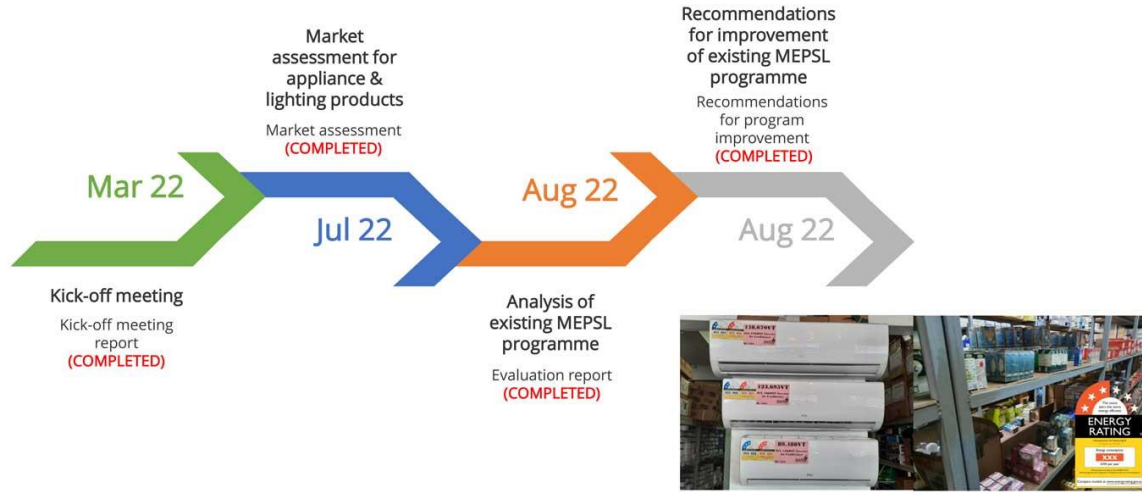 Mar 22
Kick-off meeting
Kick-off meeting
report
(COMPLETED)
Market
assessment for
appliance &
lighting products
Market assessment
(COMPLETED)
Jul 22
Aug 22
Analysis of
existing MEPSL
programme
Evaluation report
(COMPLETED)
Recommendations
for improvement
of existing MEPSL
programme
Recommendations
for program
improvement
(COMPLETED)
Aug 22
ENERGY
RATING
XXX